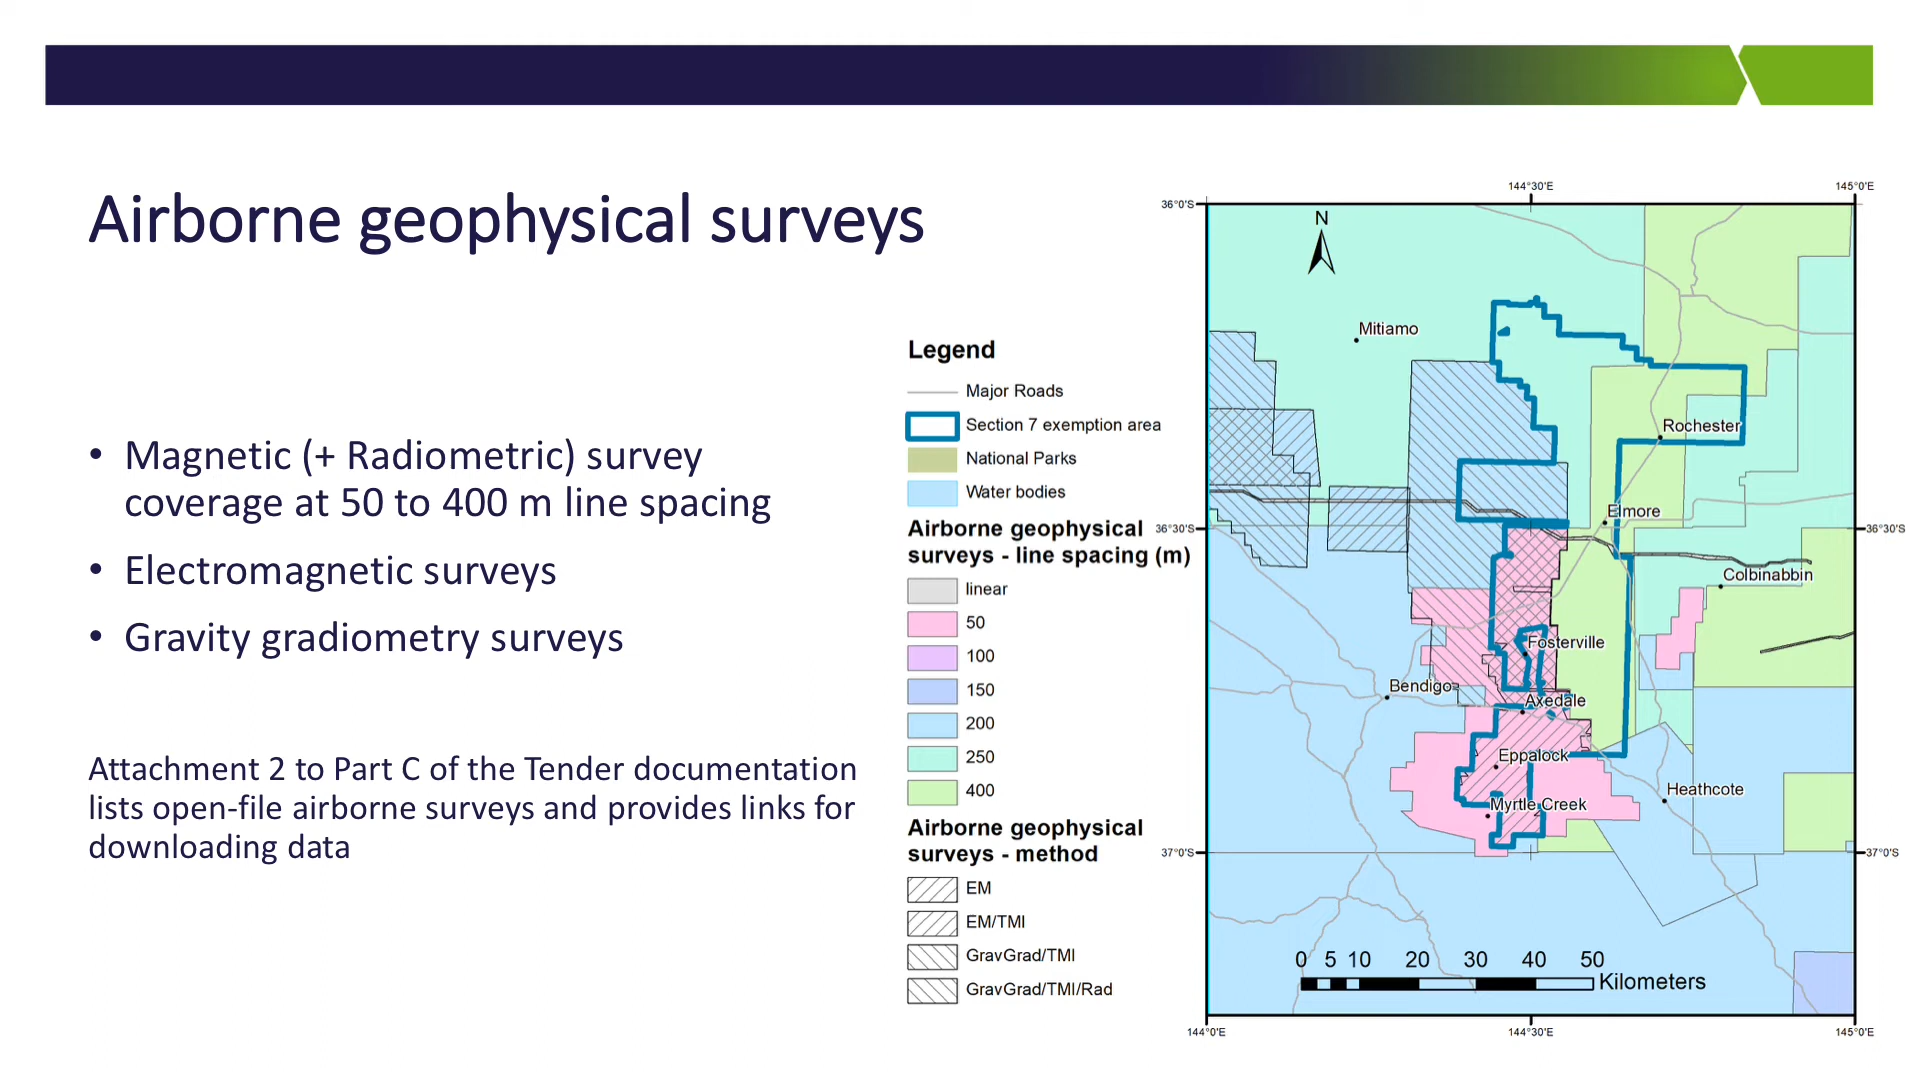 Airborne geophysical surveys
• Magnetic (+ Radiometric) survey
coverage at 50 to 400 m line spacing
• Electromagnetic surveys
• Gravity gradiometry surveys
Attachment 2 to Part C of the Tender documentation
lists open-file airborne surveys and provides links for
downloading data
Legend
Major Roads
Section 7 exemption area
National Parks
Water bodies
Airborne geophysical
surveys - line spacing (m)
linear
50
100
150
200
250
400
Airborne geophysical
surveys - method
EM
EM/TMI
GravGrad/TMI
GravGrad/TMI/Rad
144°30'E
145°0'E
36°0'S
N
Mitiamo
Rochester
Elmore
36°30'S
36°30'S
Colbinabbin
Fosterville
Bendigo
Axedale
Eppalock
Heathcote
Myrtle Creek
37°0'S
37°0'S
0 5 10 20 30 40 50
Kilometers
144°0'E
144°30'E
145°0'E